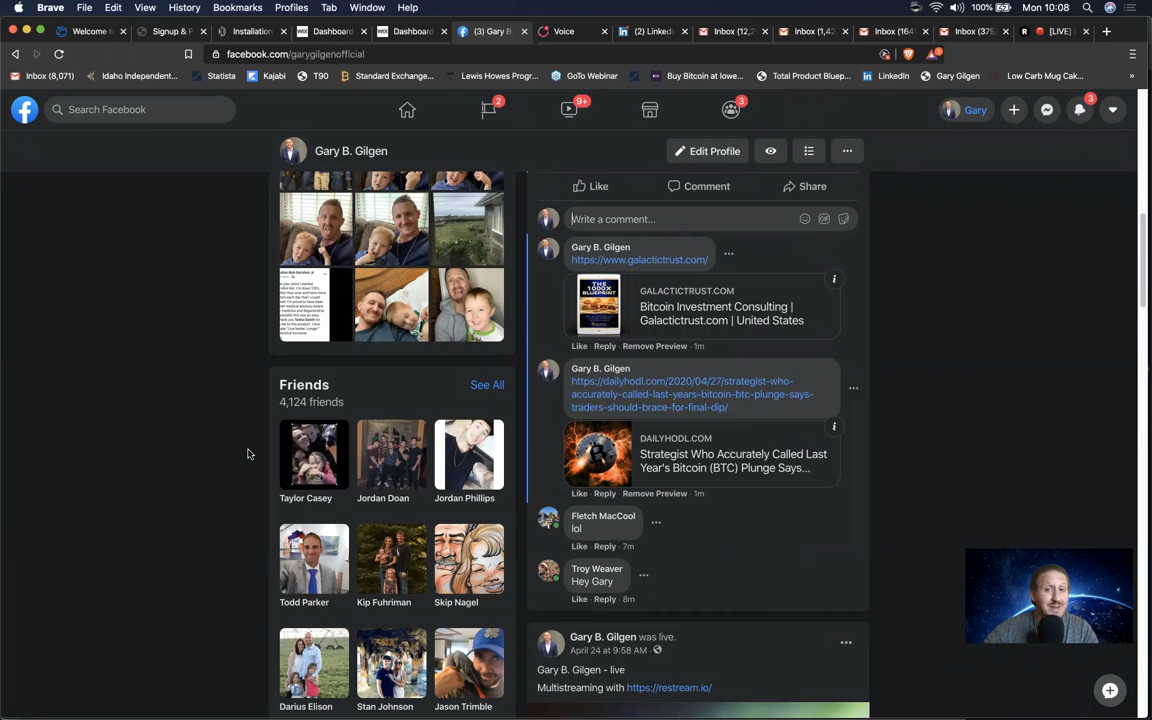 Brave File Edit View History Bookmarks Profiles Tab Window Help 100% Mon 10:08
Welcome t Signup & P Installation Dashboard Dashboard (3) Gary B. Voice LinkedIn Inbox (12,2 Inbox (1,42 Inbox (164 Inbox (375 [LIVE] L
facebook.com/garygilgenofficial
Inbox (8,071) Idaho Independent... Statista Kajabi T90 Standard Exchange... Lewis Howes Progr... GoTo Webinar Buy Bitcoin at lowe... Total Product Bluep... LinkedIn Gary Gilgen Low Carb Mug Cak... »
Search Facebook 2 9+ 3 Gary 3
Gary B. Gilgen Edit Profile
Friends See All
4,124 friends
Taylor Casey Jordan Doan Jordan Phillips
Todd Parker Kip Fuhriman Skip Nagel
Darius Elison Stan Johnson Jason Trimble
Like Comment Share
Write a comment...
Gary B. Gilgen
https://www.galactictrust.com/
THE
1000X
BLUEPRINT
GALACTICTRUST.COM
Bitcoin Investment Consulting |
Galactictrust.com | United States
Like · Reply · Remove Preview · 1m
Gary B. Gilgen
https://dailyhodl.com/2020/04/27/strategist-who-
accurately-called-last-years-bitcoin-btc-plunge-says-
traders-should-brace-for-final-dip/
DAILYHODL.COM
Strategist Who Accurately Called Last
Year's Bitcoin (BTC) Plunge Says...
Like · Reply · Remove Preview · 1m
Fletch MacCool
lol
Like · Reply · 7m
Troy Weaver
Hey Gary
Like · Reply · 8m
Gary B. Gilgen was live.
April 24 at 9:58 AM ·
Gary B. Gilgen - live
Multistreaming with https://restream.io/